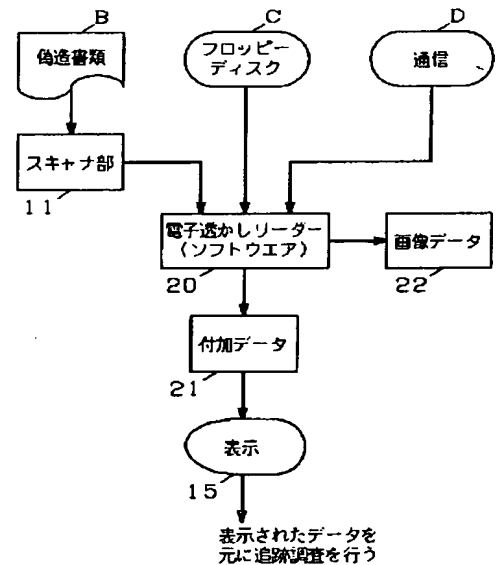 B
C
D
偽造書類
フロッピー
ディスク
通信
スキャナ部
11
電子透かしリーダー
(ソフトウエア)
20
画像データ
22
付加データ
21
表示
15
表示されたデータを
元に追跡調査を行う